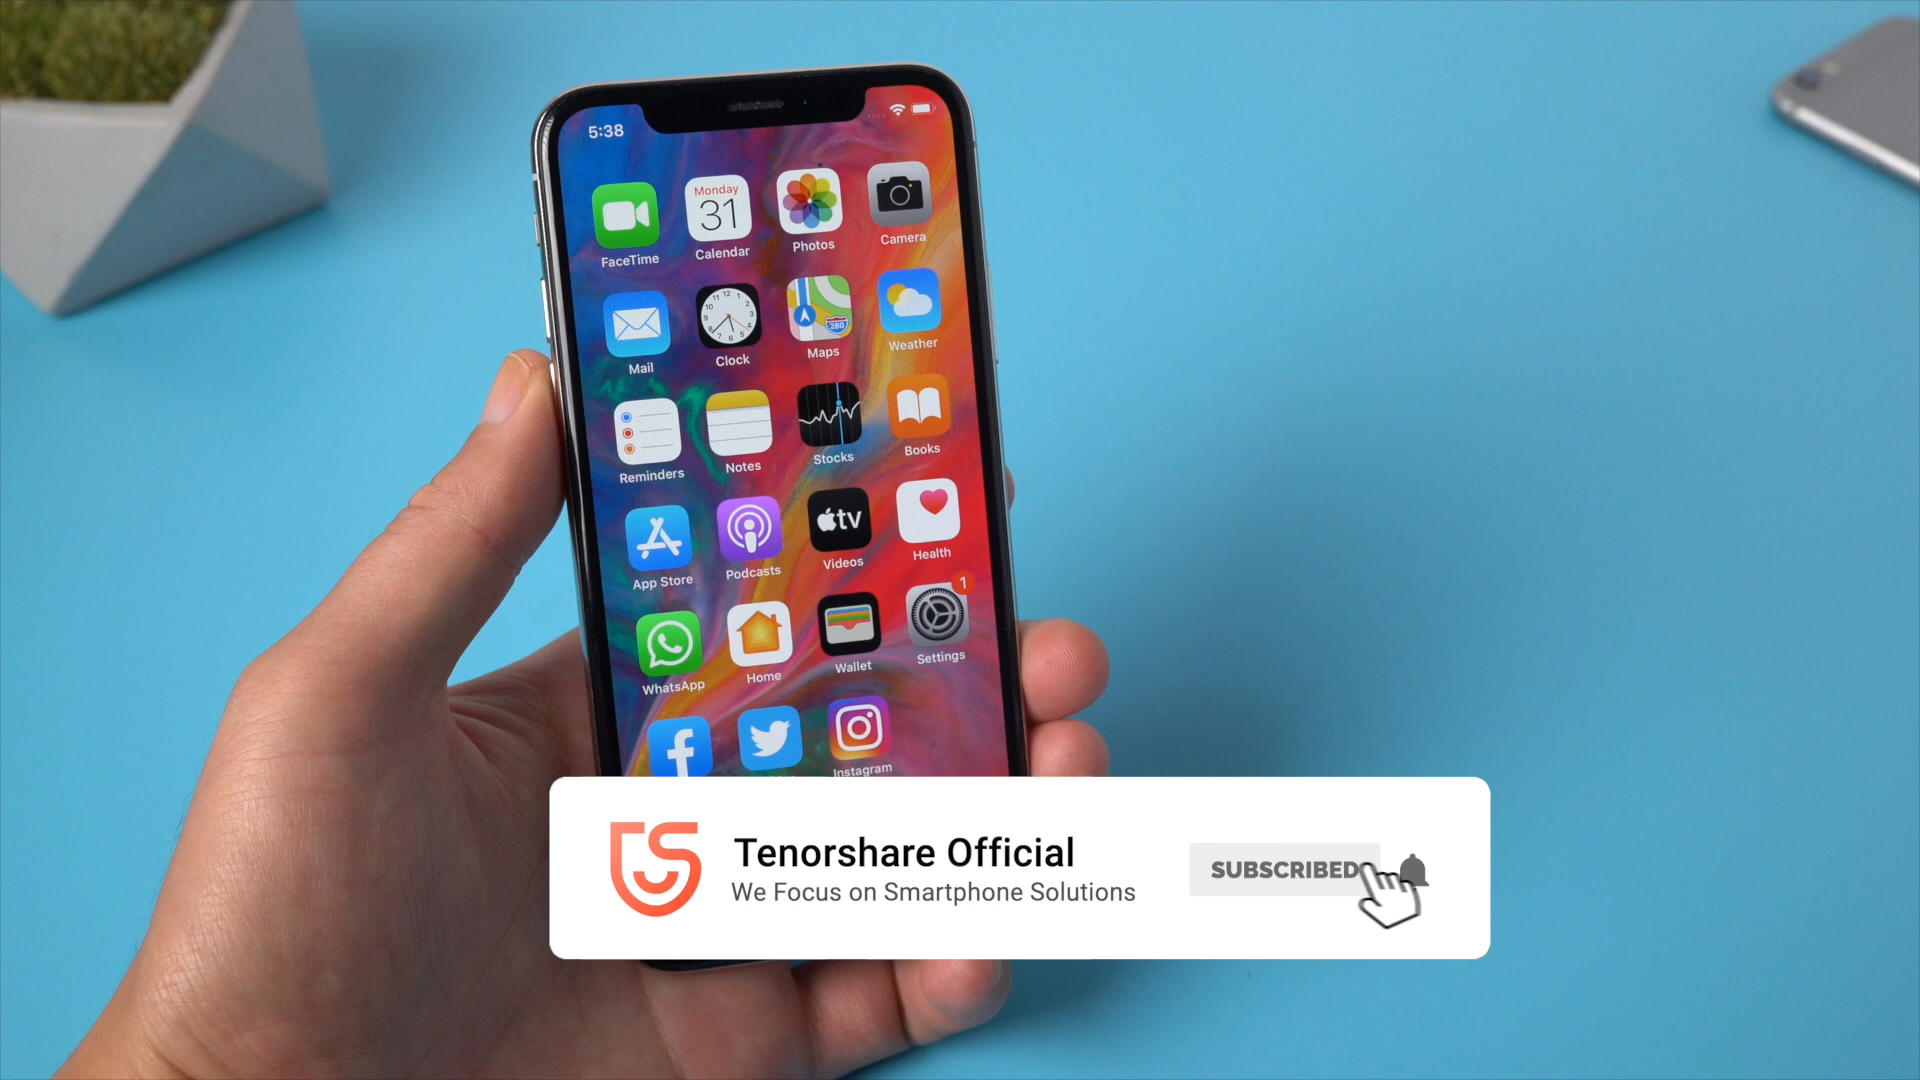 5:38
FaceTime
Monday
31
Calendar
Photos
Camera
Mail
Clock
280
Maps
Weather
Reminders
Notes
Stocks
Books
App Store
Podcasts
tv
Videos
Health
WhatsApp
Home
Wallet
1
Settings
Instagram
Tenorshare Official
We Focus on Smartphone Solutions
SUBSCRIBED